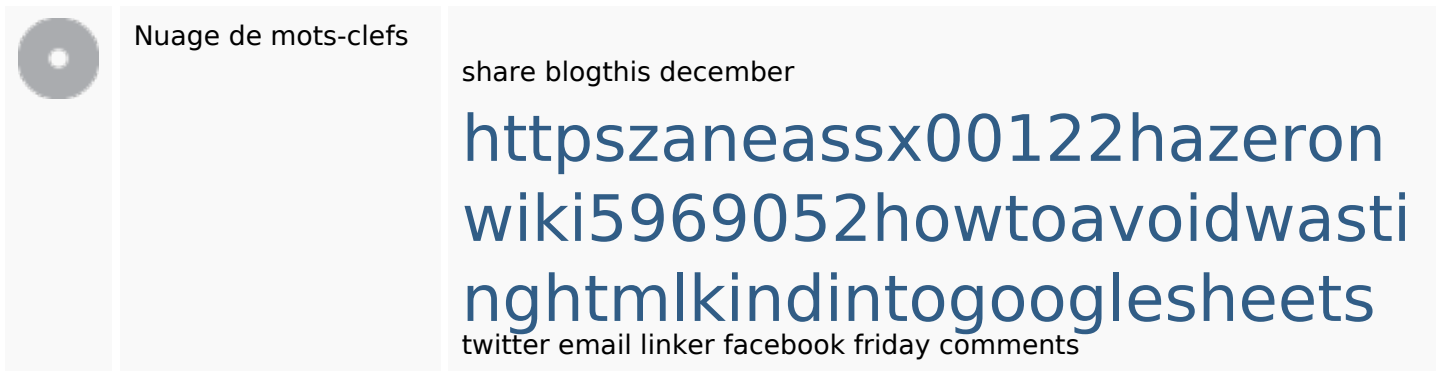 Nuage de mots-clefs
share blogthis december
httpszaneassx00122hazeron
wiki5969052howtoavoidwasti
nghtmlkindintogooglesheets
twitter email linker facebook friday comments